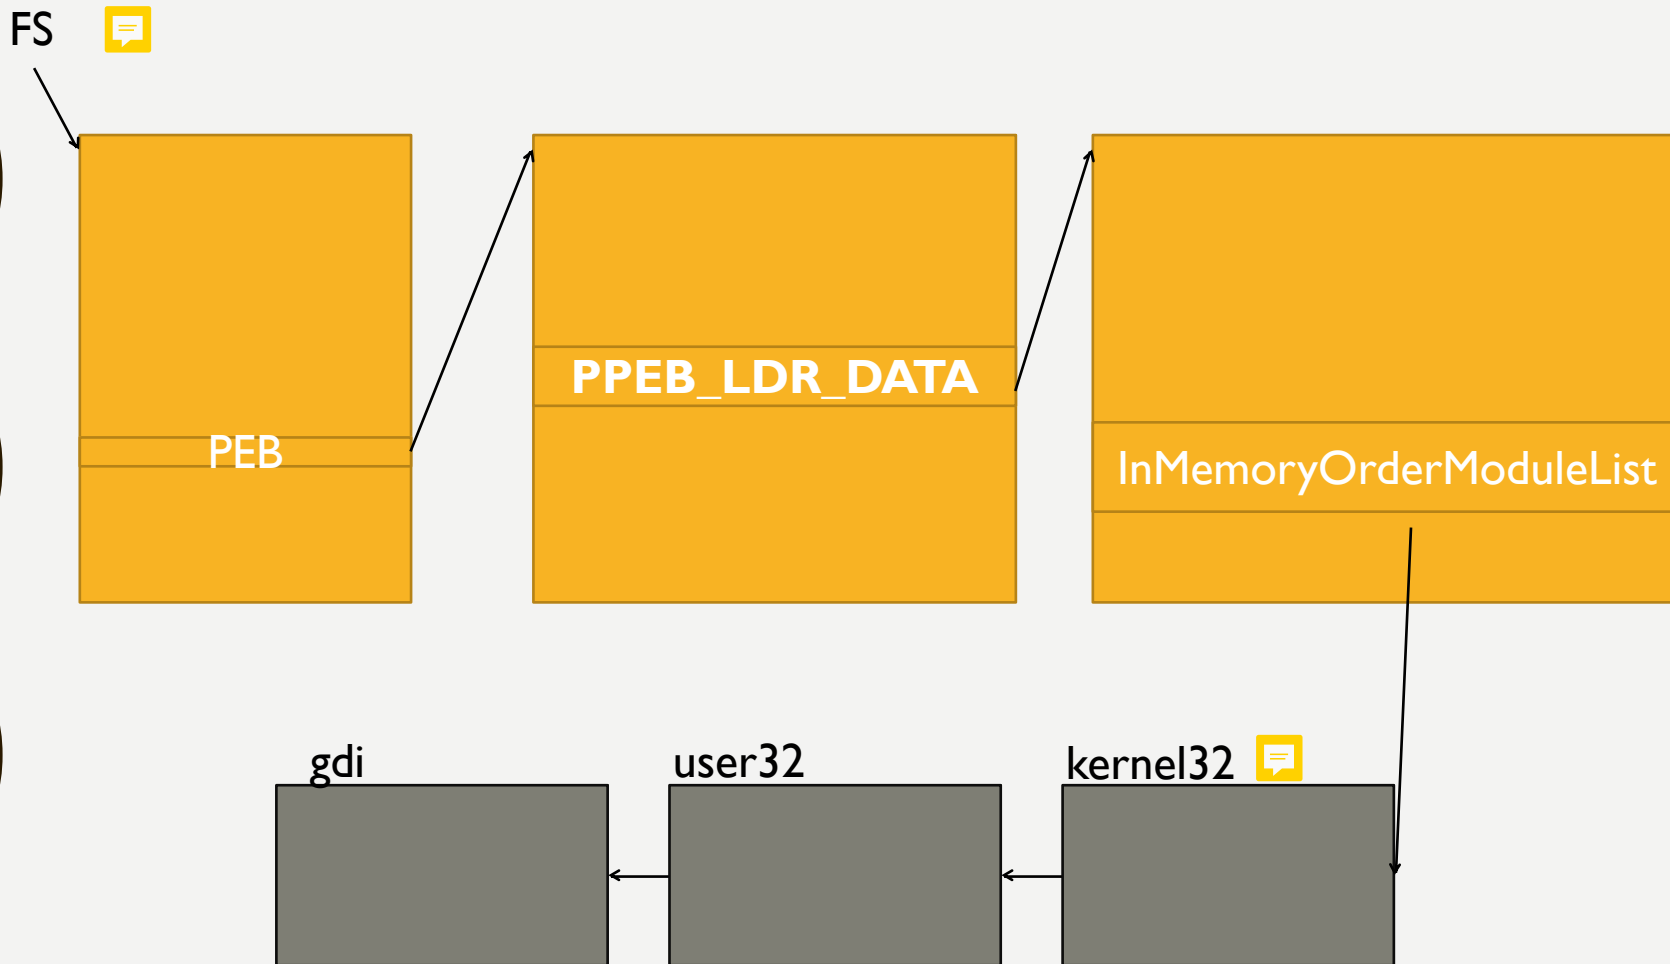 FS
PEB
PPEB_LDR_DATA
InMemoryOrderModuleList
gdi
user32
kernel32